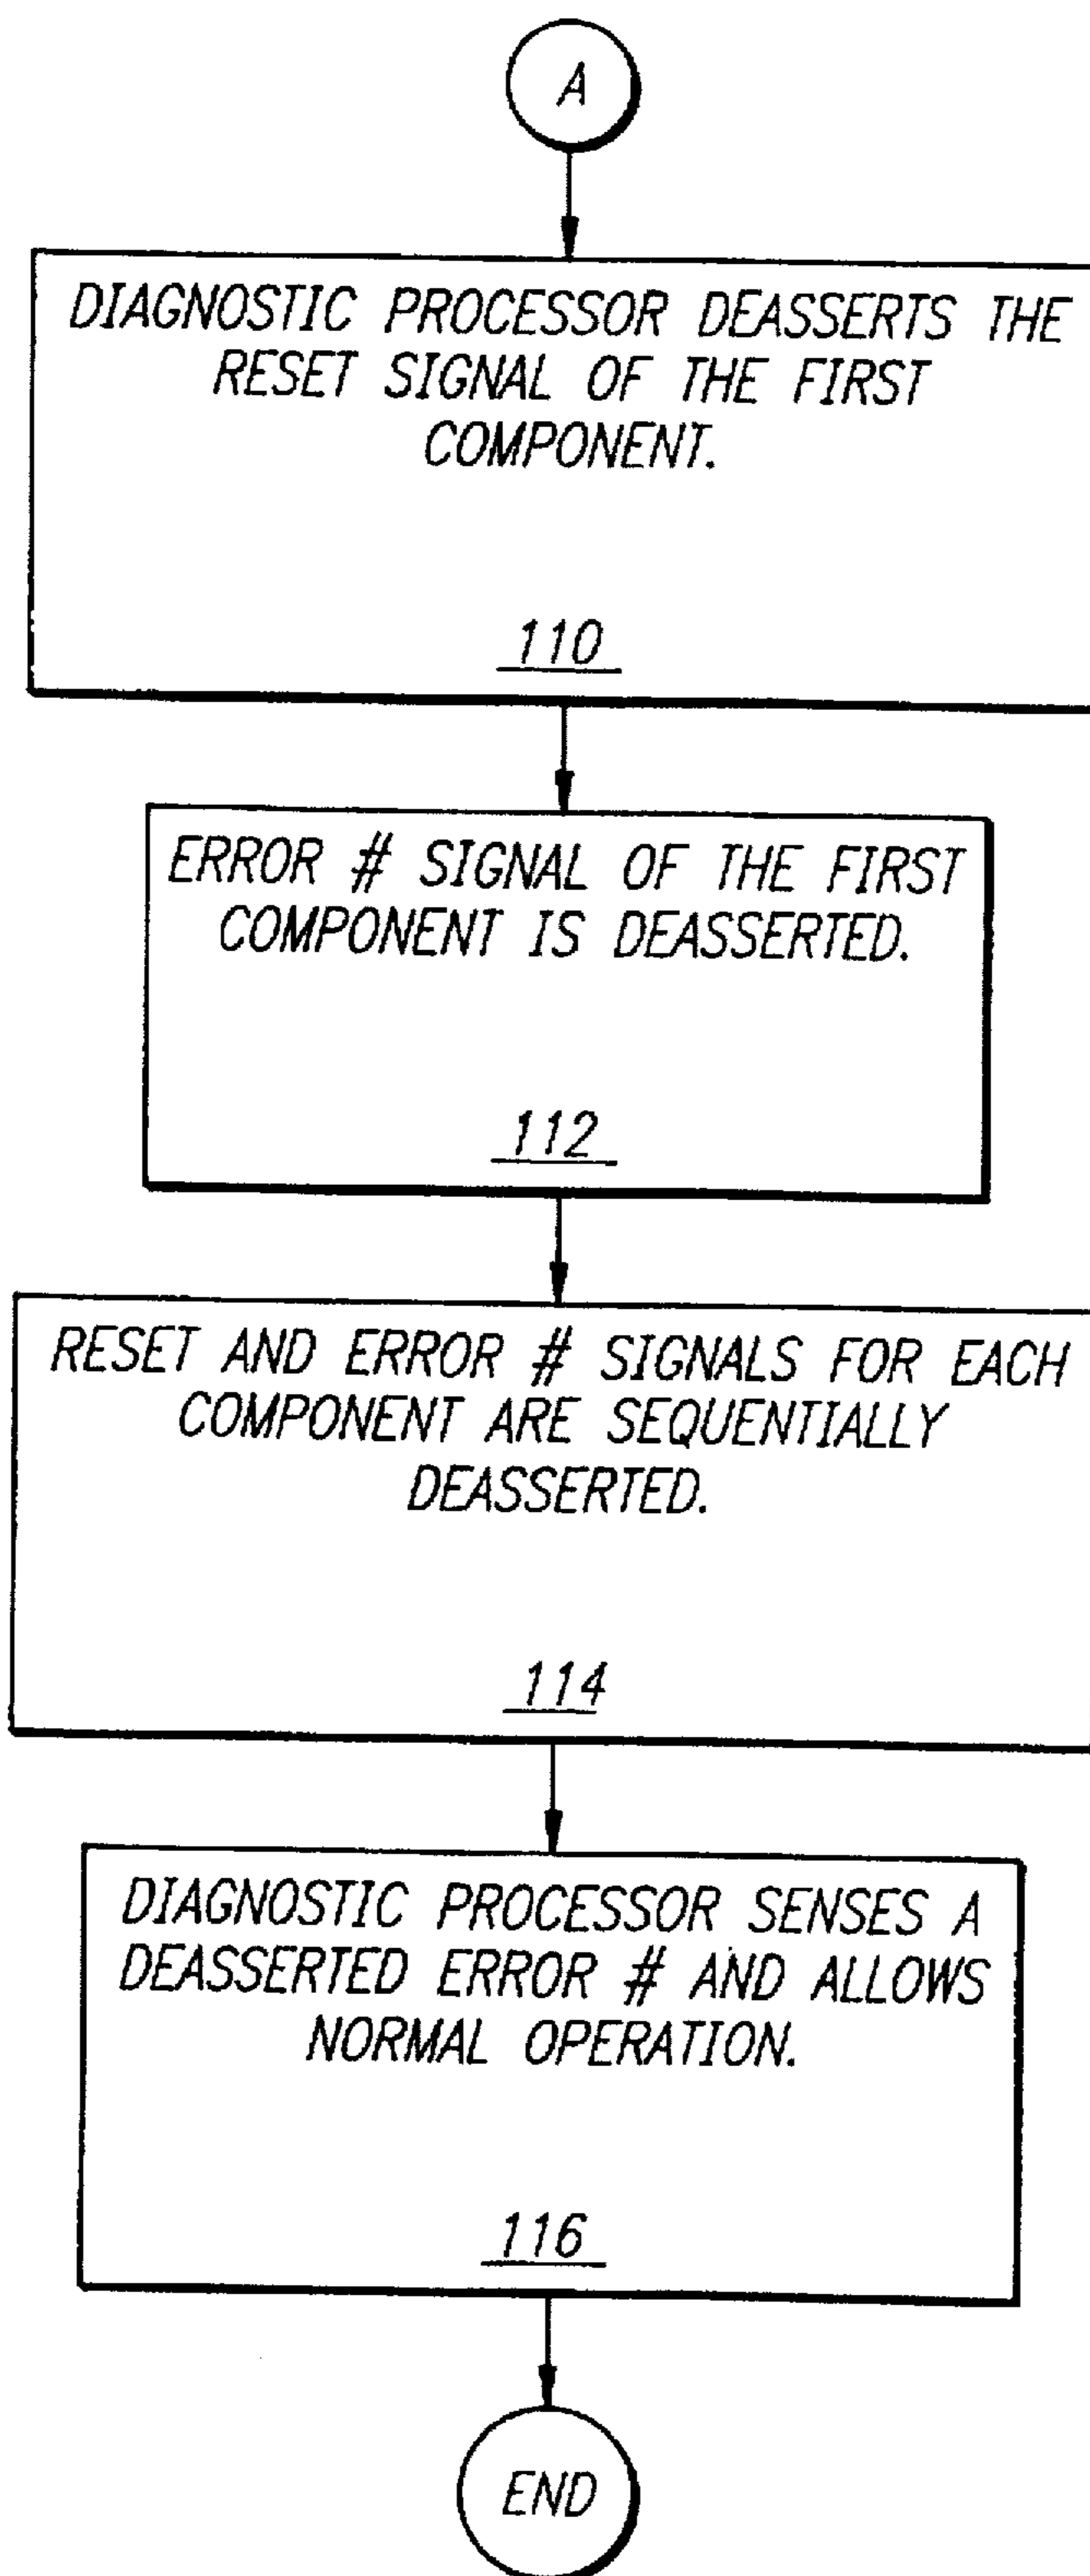 A
DIAGNOSTIC PROCESSOR DEASSERTS THE
RESET SIGNAL OF THE FIRST
COMPONENT.
110
ERROR # SIGNAL OF THE FIRST
COMPONENT IS DEASSERTED.
112
RESET AND ERROR # SIGNALS FOR EACH
COMPONENT ARE SEQUENTIALLY
DEASSERTED.
114
DIAGNOSTIC PROCESSOR SENSES A
DEASSERTED ERROR # AND ALLOWS
NORMAL OPERATION.
116
END